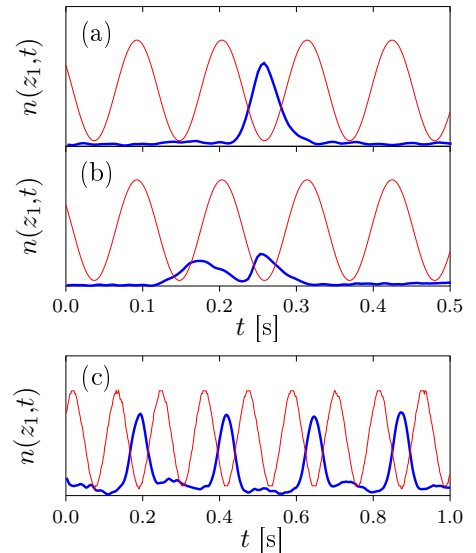 (a)
n(z₁,t)
(b)
n(z₁,t)
0.0 0.1 0.2 0.3 0.4 0.5
t [s]
(c)
n(z₁,t)
0.0 0.2 0.4 0.6 0.8 1.0
t [s]